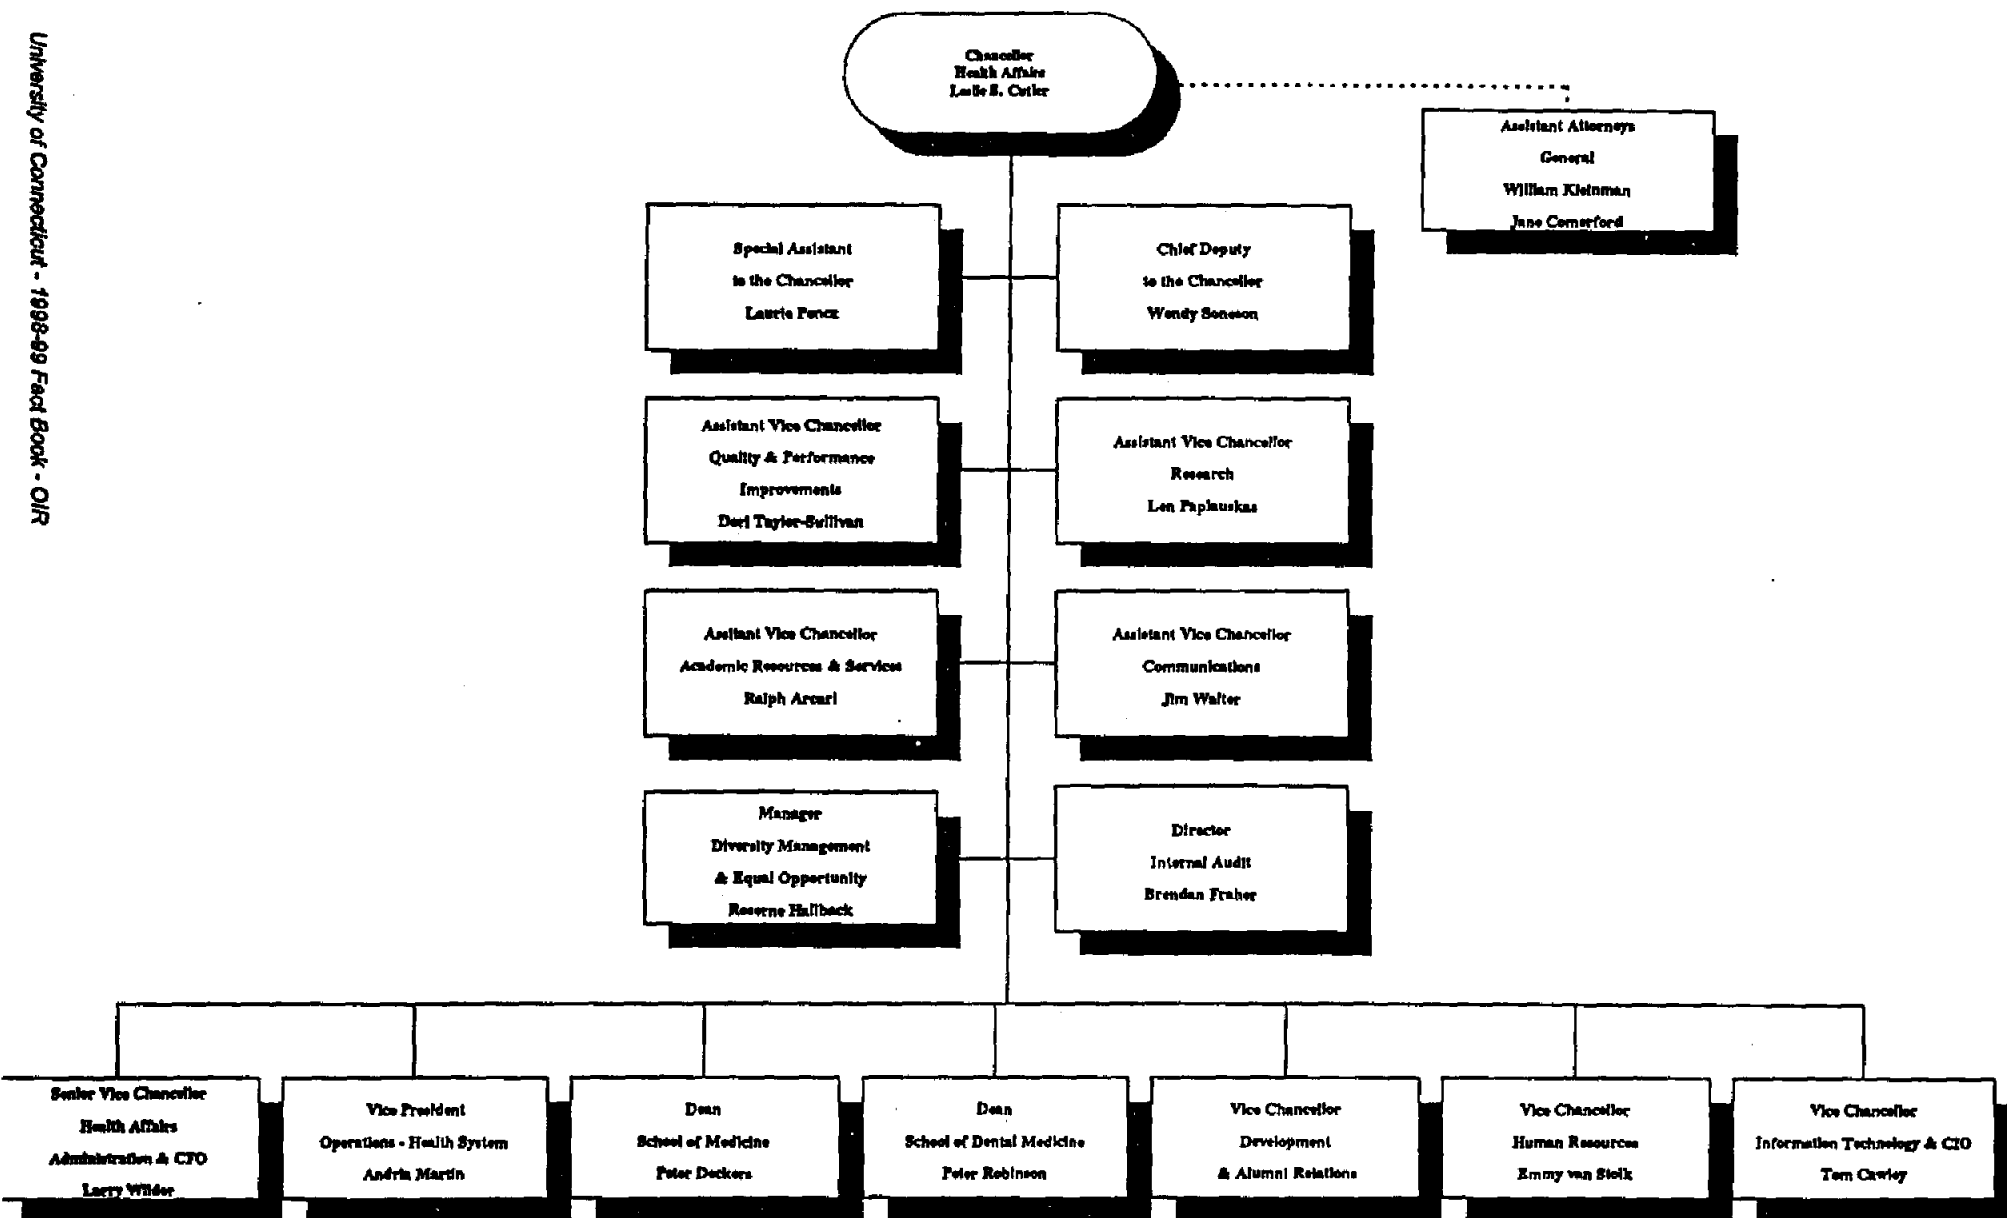 University of Connecticut - 1998-99 Fact Book - OIR
Chancellor
Health Affairs
Leslie S. Cutler
Assistant Attorneys
General
William Kleinman
Jane Comerford
Special Assistant
to the Chancellor
Laurie
Chief Deputy
to the Chancellor
Wendy Soneson
Assistant Vice Chancellor
Quality & Performance
Improvements
Dori Taylor-Sullivan
Assistant Vice Chancellor
Research
Len Paplauskas
Assitant Vice Chancellor
Academic Resources & Services
Ralph Arcari
Assistant Vice Chancellor
Communications
Jim Walter
Manager
Diversity Management
& Equal Opportunity
Hallback
Director
Internal Audit
Brendan Fraher
Senior Vice Chancellor
Health Affairs
Administration & CFO
Larry Wilder
Vice President
Operations - Health System
Andria Martin
Dean
School of Medicine
Peter Deckers
Dean
School of Dental Medicine
Peter Robinson
Vice Chancellor
Development
& Alumni Relations
Vice Chancellor
Human Resources
Emmy van Stolk
Vice Chancellor
Information Technology & CIO
Tom Cawley